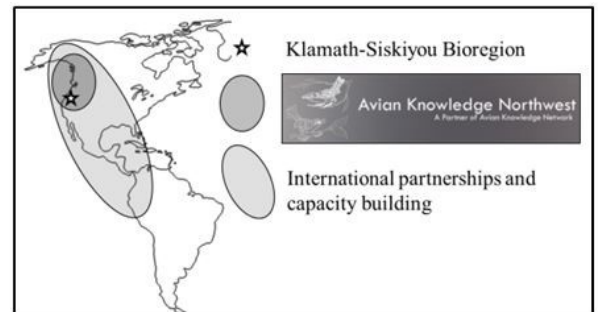 Klamath-Siskiyou Bioregion
Avian Knowledge Northwest
A Partner of Avian Knowledge Network
International partnerships and
capacity building